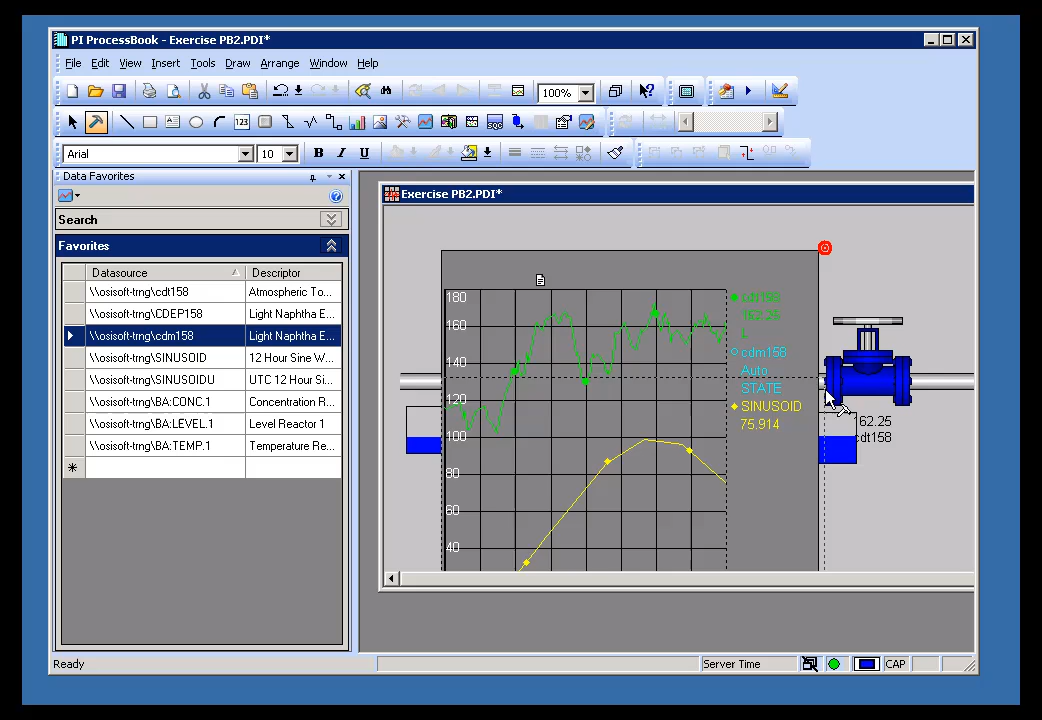 PI ProcessBook - Exercise PB2.PDI*
File Edit View Insert Tools Draw Arrange Window Help
100%
123
SQC
Arial 10 B I U
Data Favorites
Exercise PB2.PDI*
Search
Favorites
Datasource Descriptor
\\osisoft-trng\cdt158 Atmospheric To...
\\osisoft-trng\CDEP158 Light Naphtha E...
\\osisoft-trng\cdm158 Light Naphtha E...
\\osisoft-trng\SINUSOID 12 Hour Sine W...
\\osisoft-trng\SINUSOIDU UTC 12 Hour Si...
\\osisoft-trng\BA:CONC.1 Concentration R...
\\osisoft-trng\BA:LEVEL.1 Level Reactor 1
\\osisoft-trng\BA:TEMP.1 Temperature Re...
180
160
140
120
100
80
60
40
cdt158
L
cdm158
Auto
STATE
SINUSOID
75.914
162.25
cdt158
Ready Server Time CAP